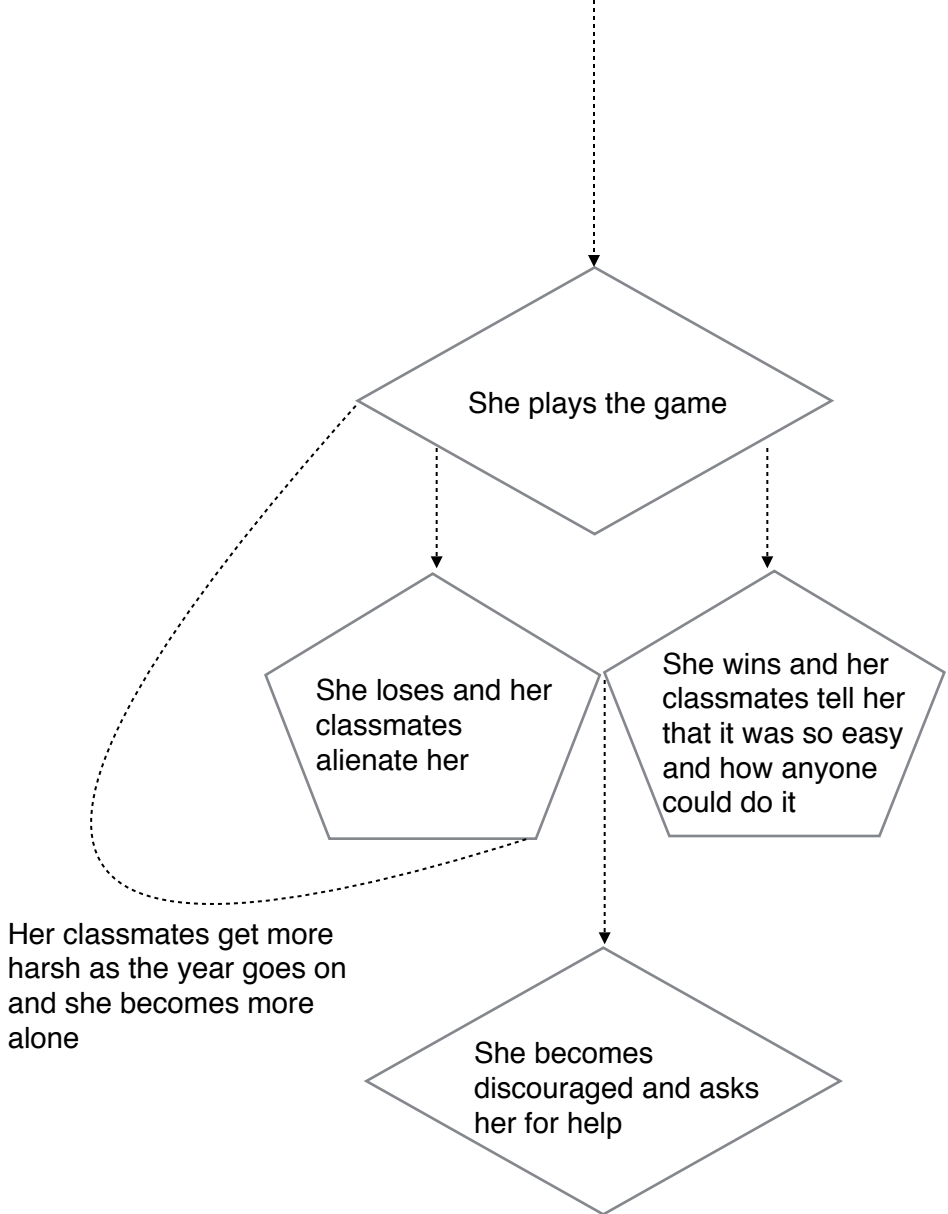 She plays the game
She loses and her
classmates
alienate her
She wins and her
classmates tell her
that it was so easy
and how anyone
could do it
Her classmates get more
harsh as the year goes on
and she becomes more
alone
She becomes
discouraged and asks
her for help